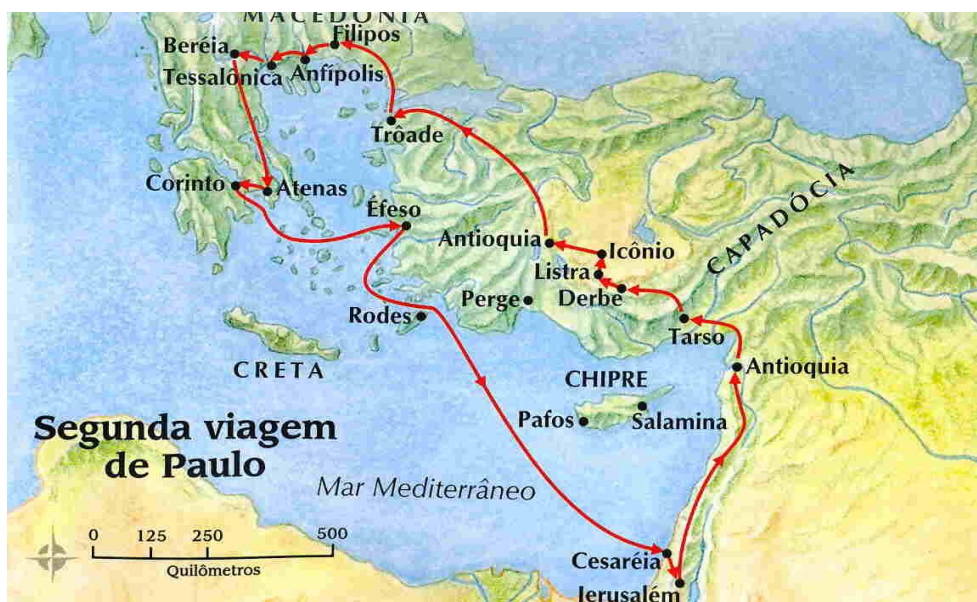 MACEDÔNIA
Filipos
Beréia
Tessalônica
Anfípolis
Trôade
Corinto
Atenas
Éfeso
Antioquia
Icônio
Listra
Derbe
CAPADÓCIA
Perge
Rodes
Tarso
Antioquia
CRETA
CHIPRE
Pafos
Salamina
Segunda viagem
de Paulo
Mar Mediterrâneo
0 125 250 500
Quilômetros
Cesaréia
Jerusalém